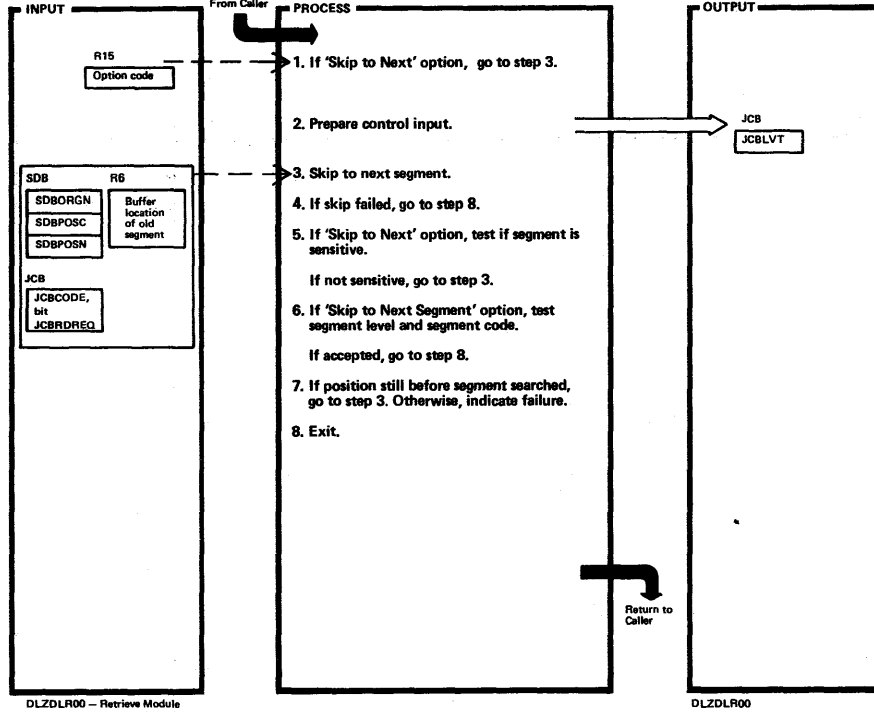 INPUT
From Caller
PROCESS
OUTPUT
R15
Option code
1. If 'Skip to Next' option, go to step 3.
2. Prepare control input.
JCB
JCBLVT
SDB
R6
SDBORGN
SDBPOSC
SDBPOSN
Buffer
location
of old
segment
JCB
JCBCODE,
bit
JCBRDREQ
3. Skip to next segment.
4. If skip failed, go to step 8.
5. If 'Skip to Next' option, test if segment is
sensitive.
If not sensitive, go to step 3.
6. If 'Skip to Next Segment' option, test
segment level and segment code.
If accepted, go to step 8.
7. If position still before segment searched,
go to step 3. Otherwise, indicate failure.
8. Exit.
Return to
Caller
DLZDLR00 — Retrieve Module
DLZDLR00